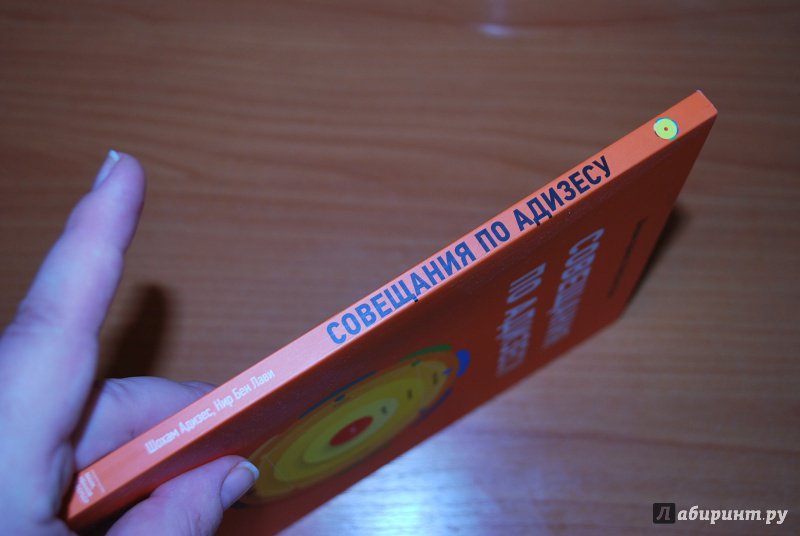 СОВЕЩАНИЯ ПО АДИЗЕСУ
Шохам Адизес, Нир Бен Лави
СОВЕЩАНИЯ
ПО АДИЗЕСУ
Лабиринт.ру